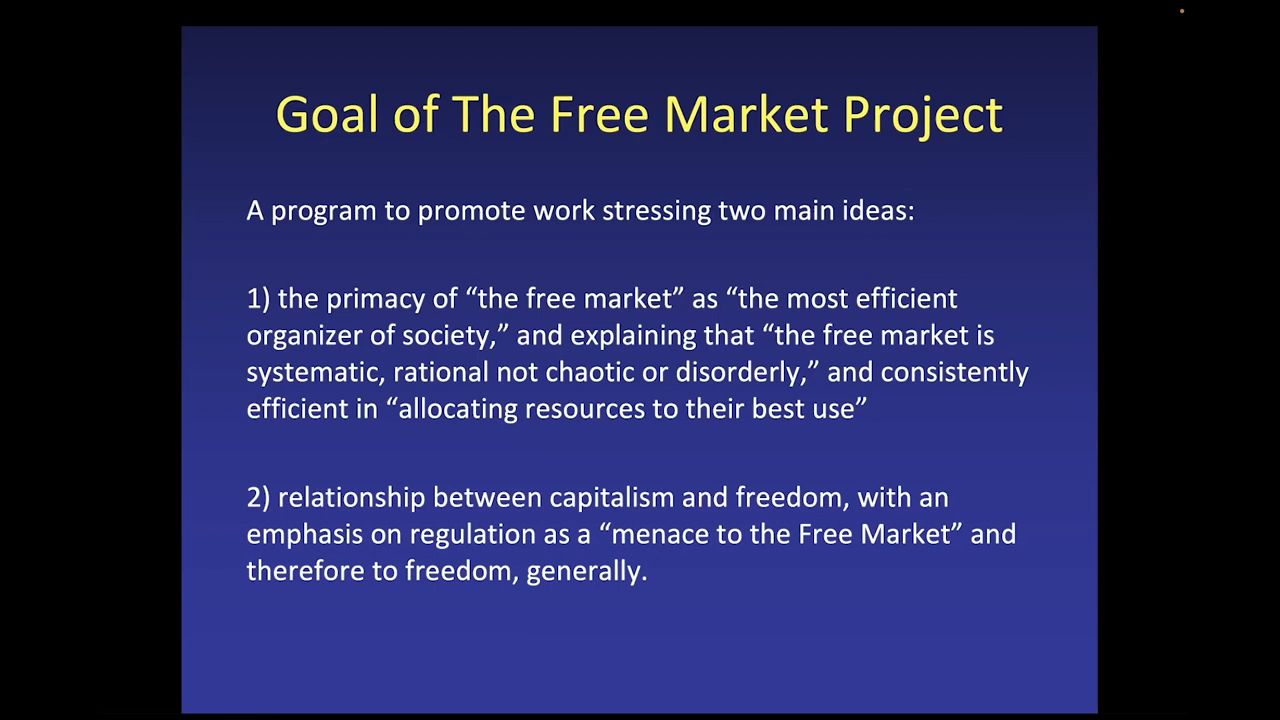 Goal of The Free Market Project
A program to promote work stressing two main ideas:
1) the primacy of “the free market” as “the most efficient
organizer of society,” and explaining that “the free market is
systematic, rational not chaotic or disorderly,” and consistently
efficient in “allocating resources to their best use”
2) relationship between capitalism and freedom, with an
emphasis on regulation as a “menace to the Free Market” and
therefore to freedom, generally.